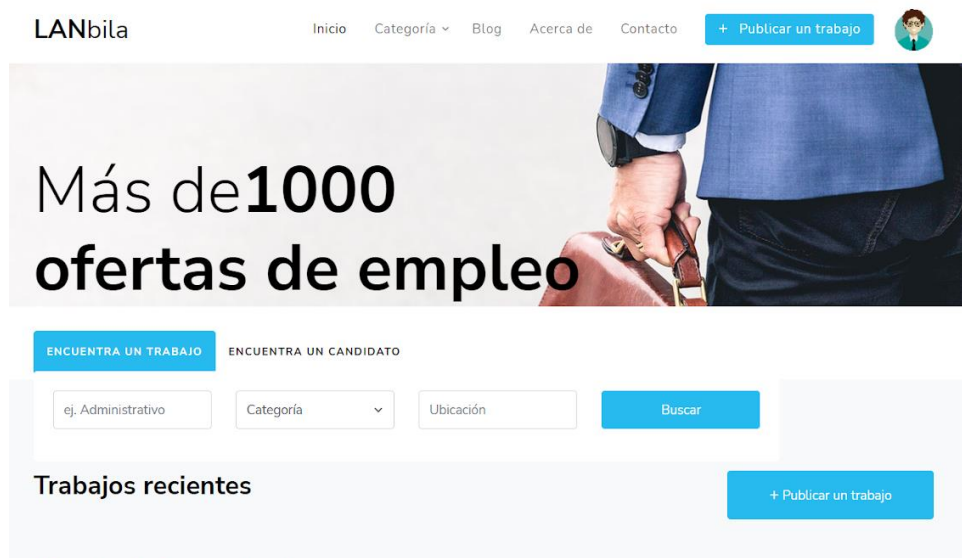 LANbila
Inicio
Categoría
Blog
Acerca de
Contacto
+ Publicar un trabajo
Más de1000
ofertas de empleo
ENCUENTRA UN TRABAJO
ENCUENTRA UN CANDIDATO
ej. Administrativo
Categoría
Ubicación
Buscar
Trabajos recientes
+ Publicar un trabajo